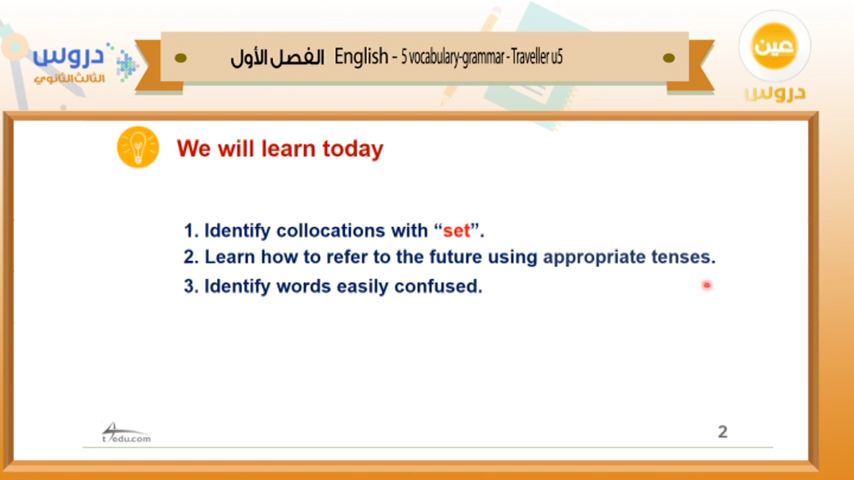 دروس
الثالث الثانوي
الفصل الأول English - 5 vocabulary-grammar - Traveller u5
عين
دروس
We will learn today
1. Identify collocations with “set”.
2. Learn how to refer to the future using appropriate tenses.
3. Identify words easily confused.
t4edu.com
2